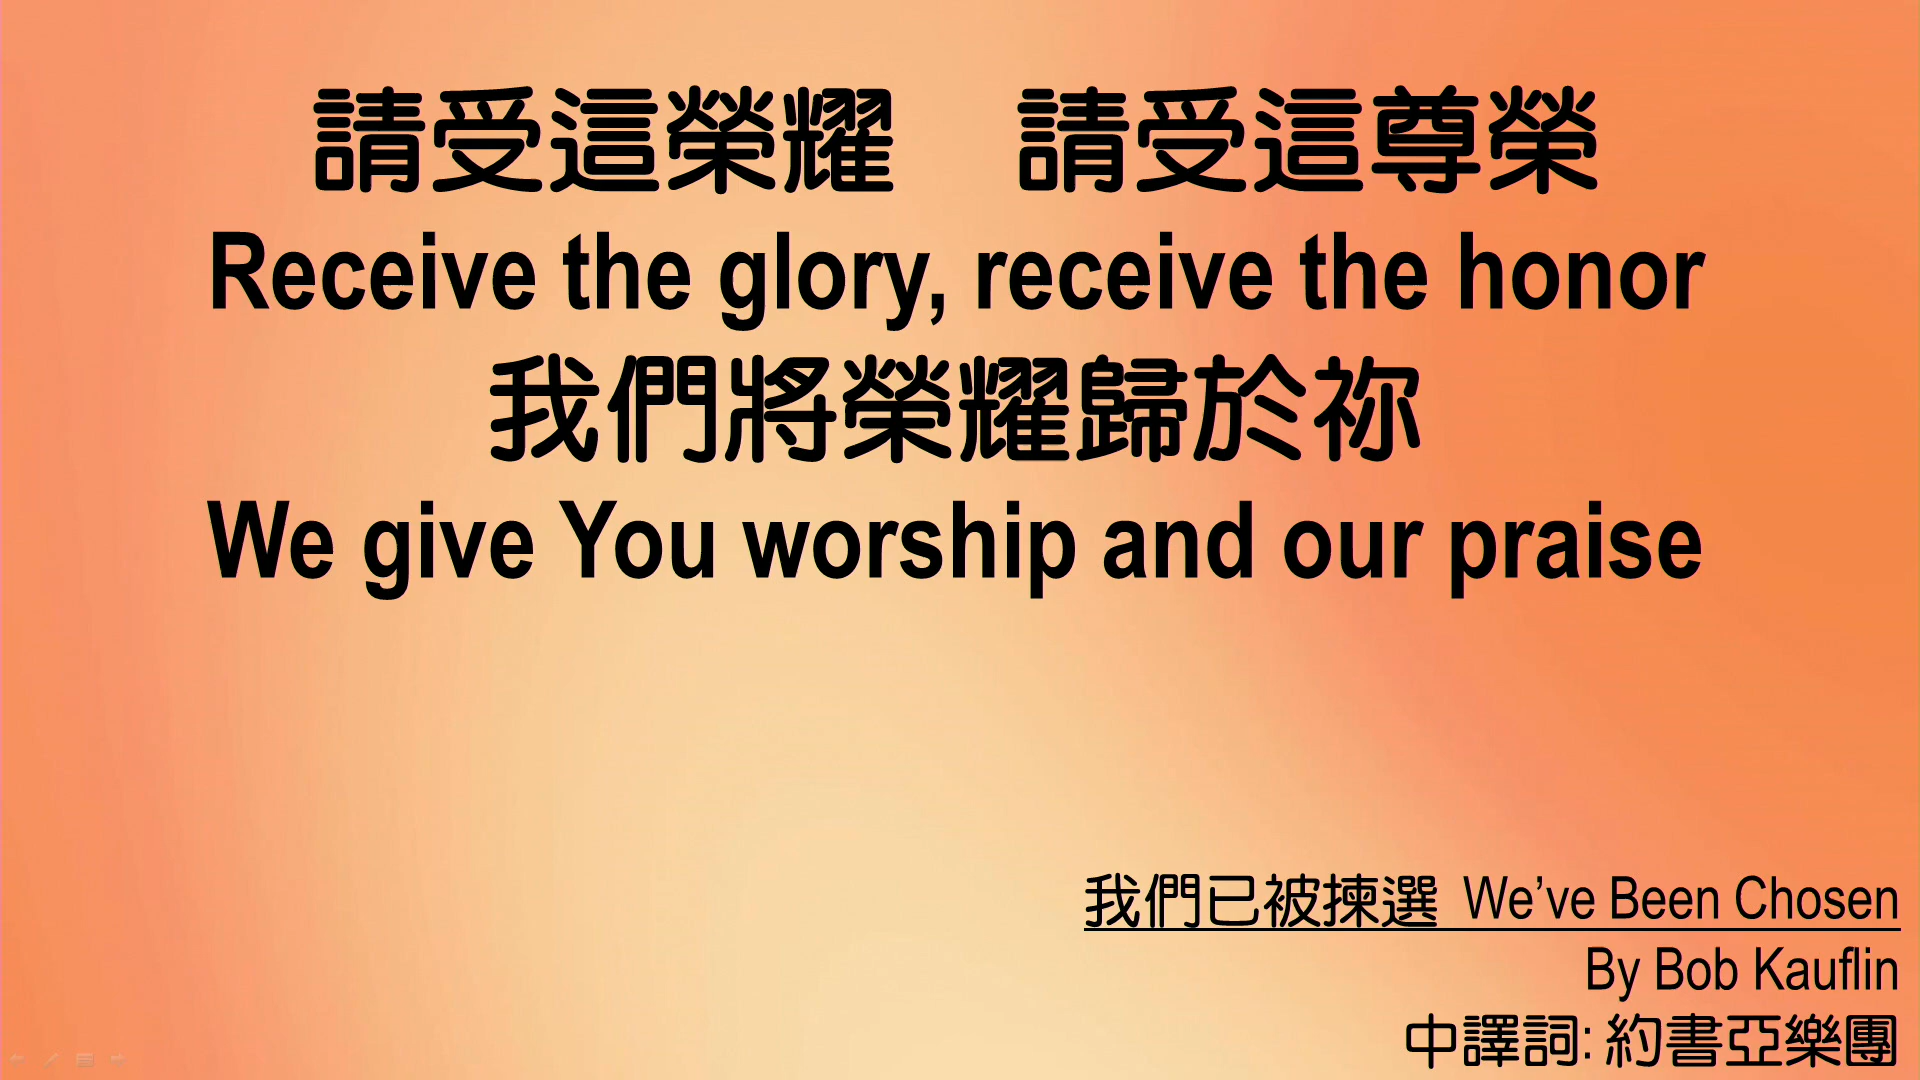 請受這榮耀　請受這尊榮
Receive the glory, receive the honor
我們將榮耀歸於祢
We give You worship and our praise
我們已被揀選 We’ve Been Chosen
By Bob Kauflin
中譯詞: 約書亞樂團